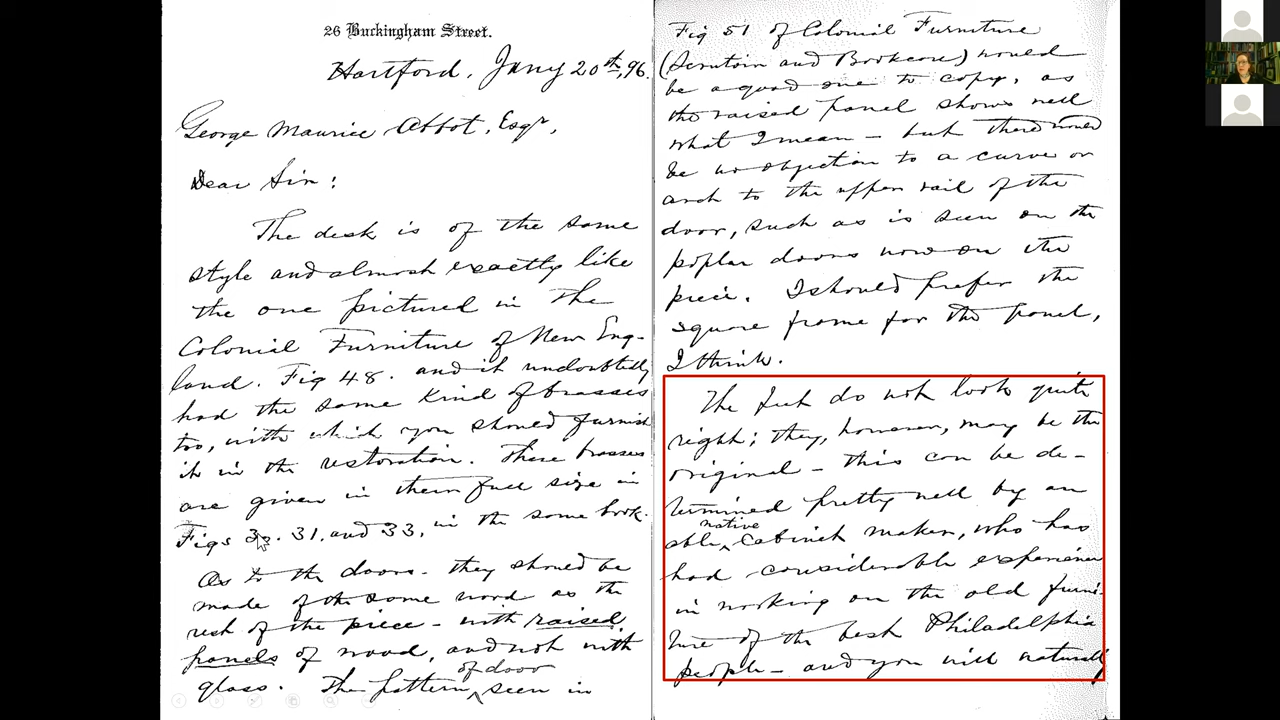 26 Buckingham Street.
Hartford, Jany 20th, 96.
George Maurice Abbot, Esqr,
Dear Sir:
The desk is of the same
style and almost exactly like
the one pictured in the
Colonial Furniture of New Eng-
land. Fig 48. and it undoubtedly
had the same kind of brasses
too, with which you should furnish
it in the restoration. These brasses
are given in their full size in
Figs 30. 31. and 33, in the same book.
As to the doors - they should be
made of the same wood as the
rest of the piece - with raised
panels of wood, and not with
glass. The pattern of door seen in
Fig 51 of Colonial Furniture
(Scrutoir and Bookcase) would
be a good one to copy, as
the raised panel shows well
what I mean - but there would
be no objection to a curve or
arch to the upper rail of the
door, such as is seen on the
poplar doors now on the
piece. I should prefer the
square frame for the panel,
I think.
The feet do not look quite
right; they, however, may be the
original - this can be de-
termined pretty well by an
able, native cabinet maker, who has
had considerable experience
in working on the old furni-
ture of the best Philadelphia
people - and you will naturally